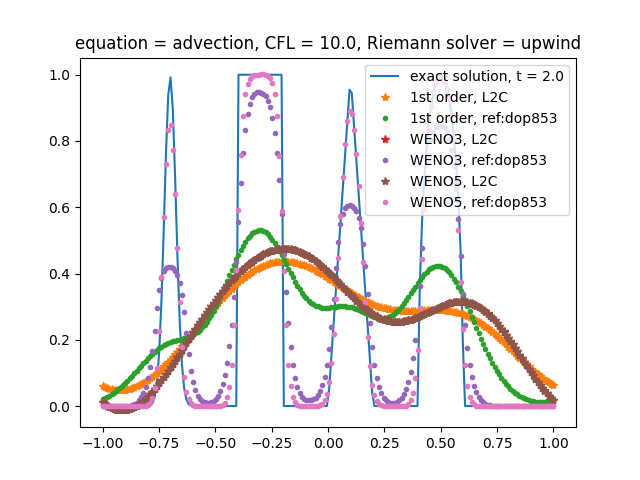 equation = advection, CFL = 10.0, Riemann solver = upwind
exact solution, t = 2.0
1st order, L2C
1st order, ref:dop853
WENO3, L2C
WENO3, ref:dop853
WENO5, L2C
WENO5, ref:dop853
1.0
0.8
0.6
0.4
0.2
0.0
−1.00 −0.75 −0.50 −0.25 0.00 0.25 0.50 0.75 1.00